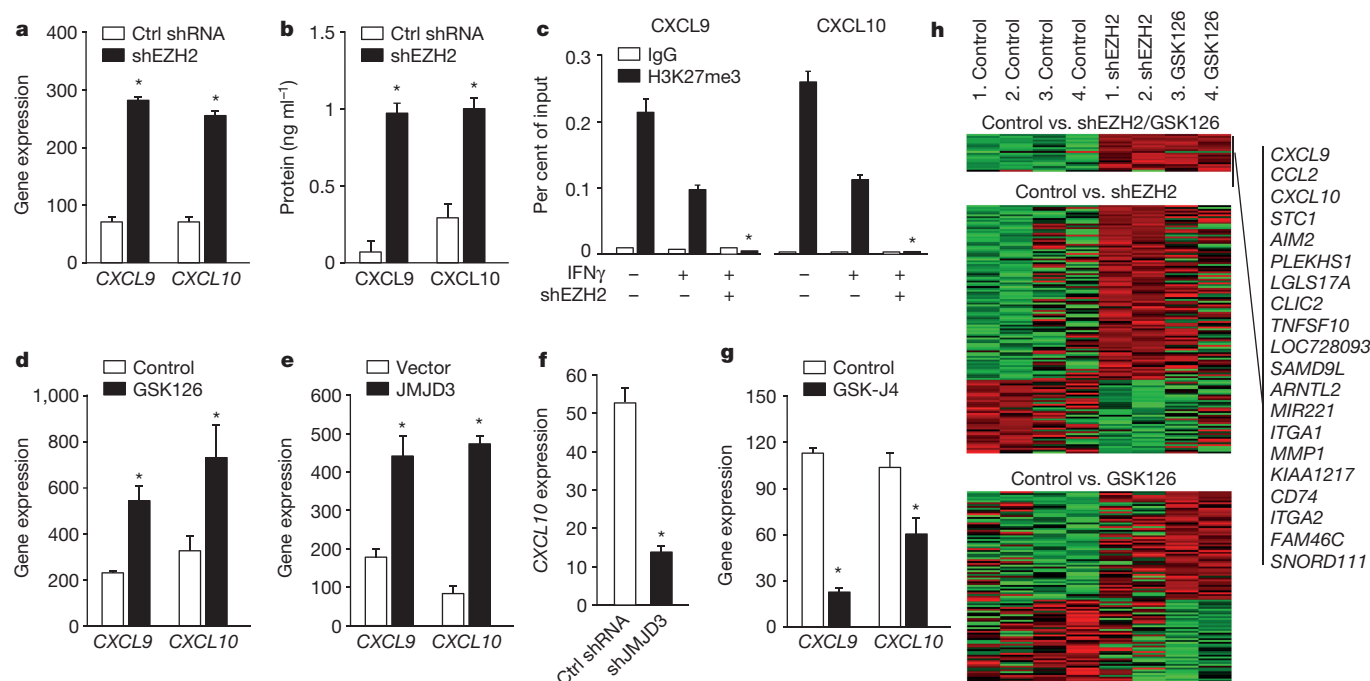 a
Ctrl shRNA
shEZH2
Gene expression
400
300
200
100
0
*
*
CXCL9
CXCL10
b
Ctrl shRNA
shEZH2
Protein (ng ml⁻¹)
1.5
1
0.5
0
*
*
CXCL9
CXCL10
c
CXCL9
CXCL10
IgG
H3K27me3
Per cent of input
0.3
0.2
0.1
0
*
*
IFNγ − + + − + +
shEZH2 − − + − − +
d
Control
GSK126
Gene expression
1,000
800
600
400
200
0
*
*
CXCL9
CXCL10
e
Vector
JMJD3
Gene expression
600
500
400
300
200
100
0
*
*
CXCL9
CXCL10
f
CXCL10 expression
60
50
40
30
20
10
0
*
Ctrl shRNA
shJMJD3
g
Control
GSK-J4
Gene expression
150
120
90
60
30
0
*
*
CXCL9
CXCL10
h
1. Control
2. Control
3. Control
4. Control
1. shEZH2
2. shEZH2
3. GSK126
4. GSK126
Control vs. shEZH2/GSK126
Control vs. shEZH2
Control vs. GSK126
CXCL9
CCL2
CXCL10
STC1
AIM2
PLEKHS1
LGLS17A
CLIC2
TNFSF10
LOC728093
SAMD9L
ARNTL2
MIR221
ITGA1
MMP1
KIAA1217
CD74
ITGA2
FAM46C
SNORD111